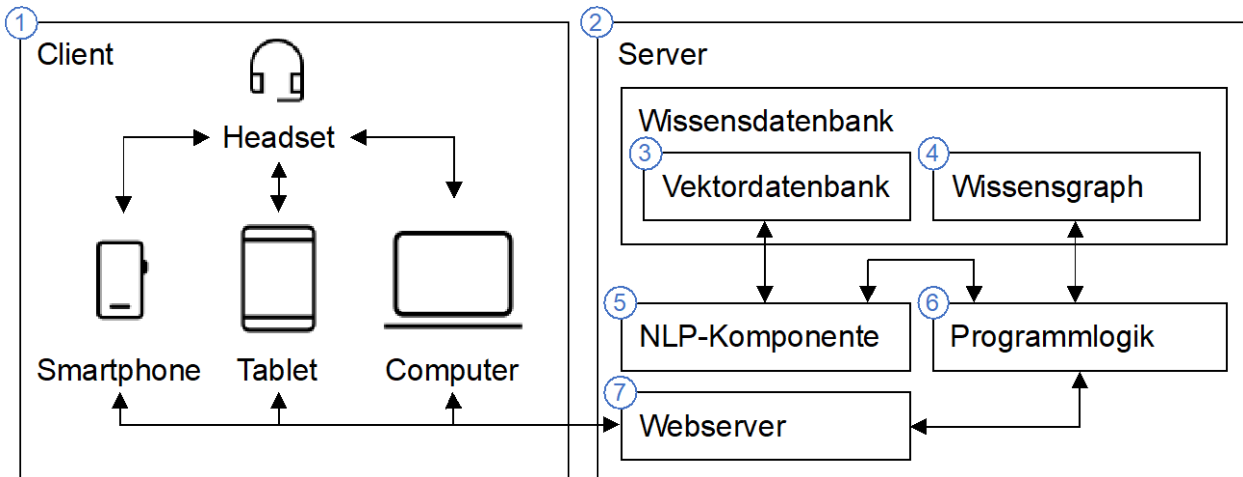 1
Client
Headset
Smartphone
Tablet
Computer
2
Server
Wissensdatenbank
3
Vektordatenbank
4
Wissensgraph
5
NLP-Komponente
6
Programmlogik
7
Webserver